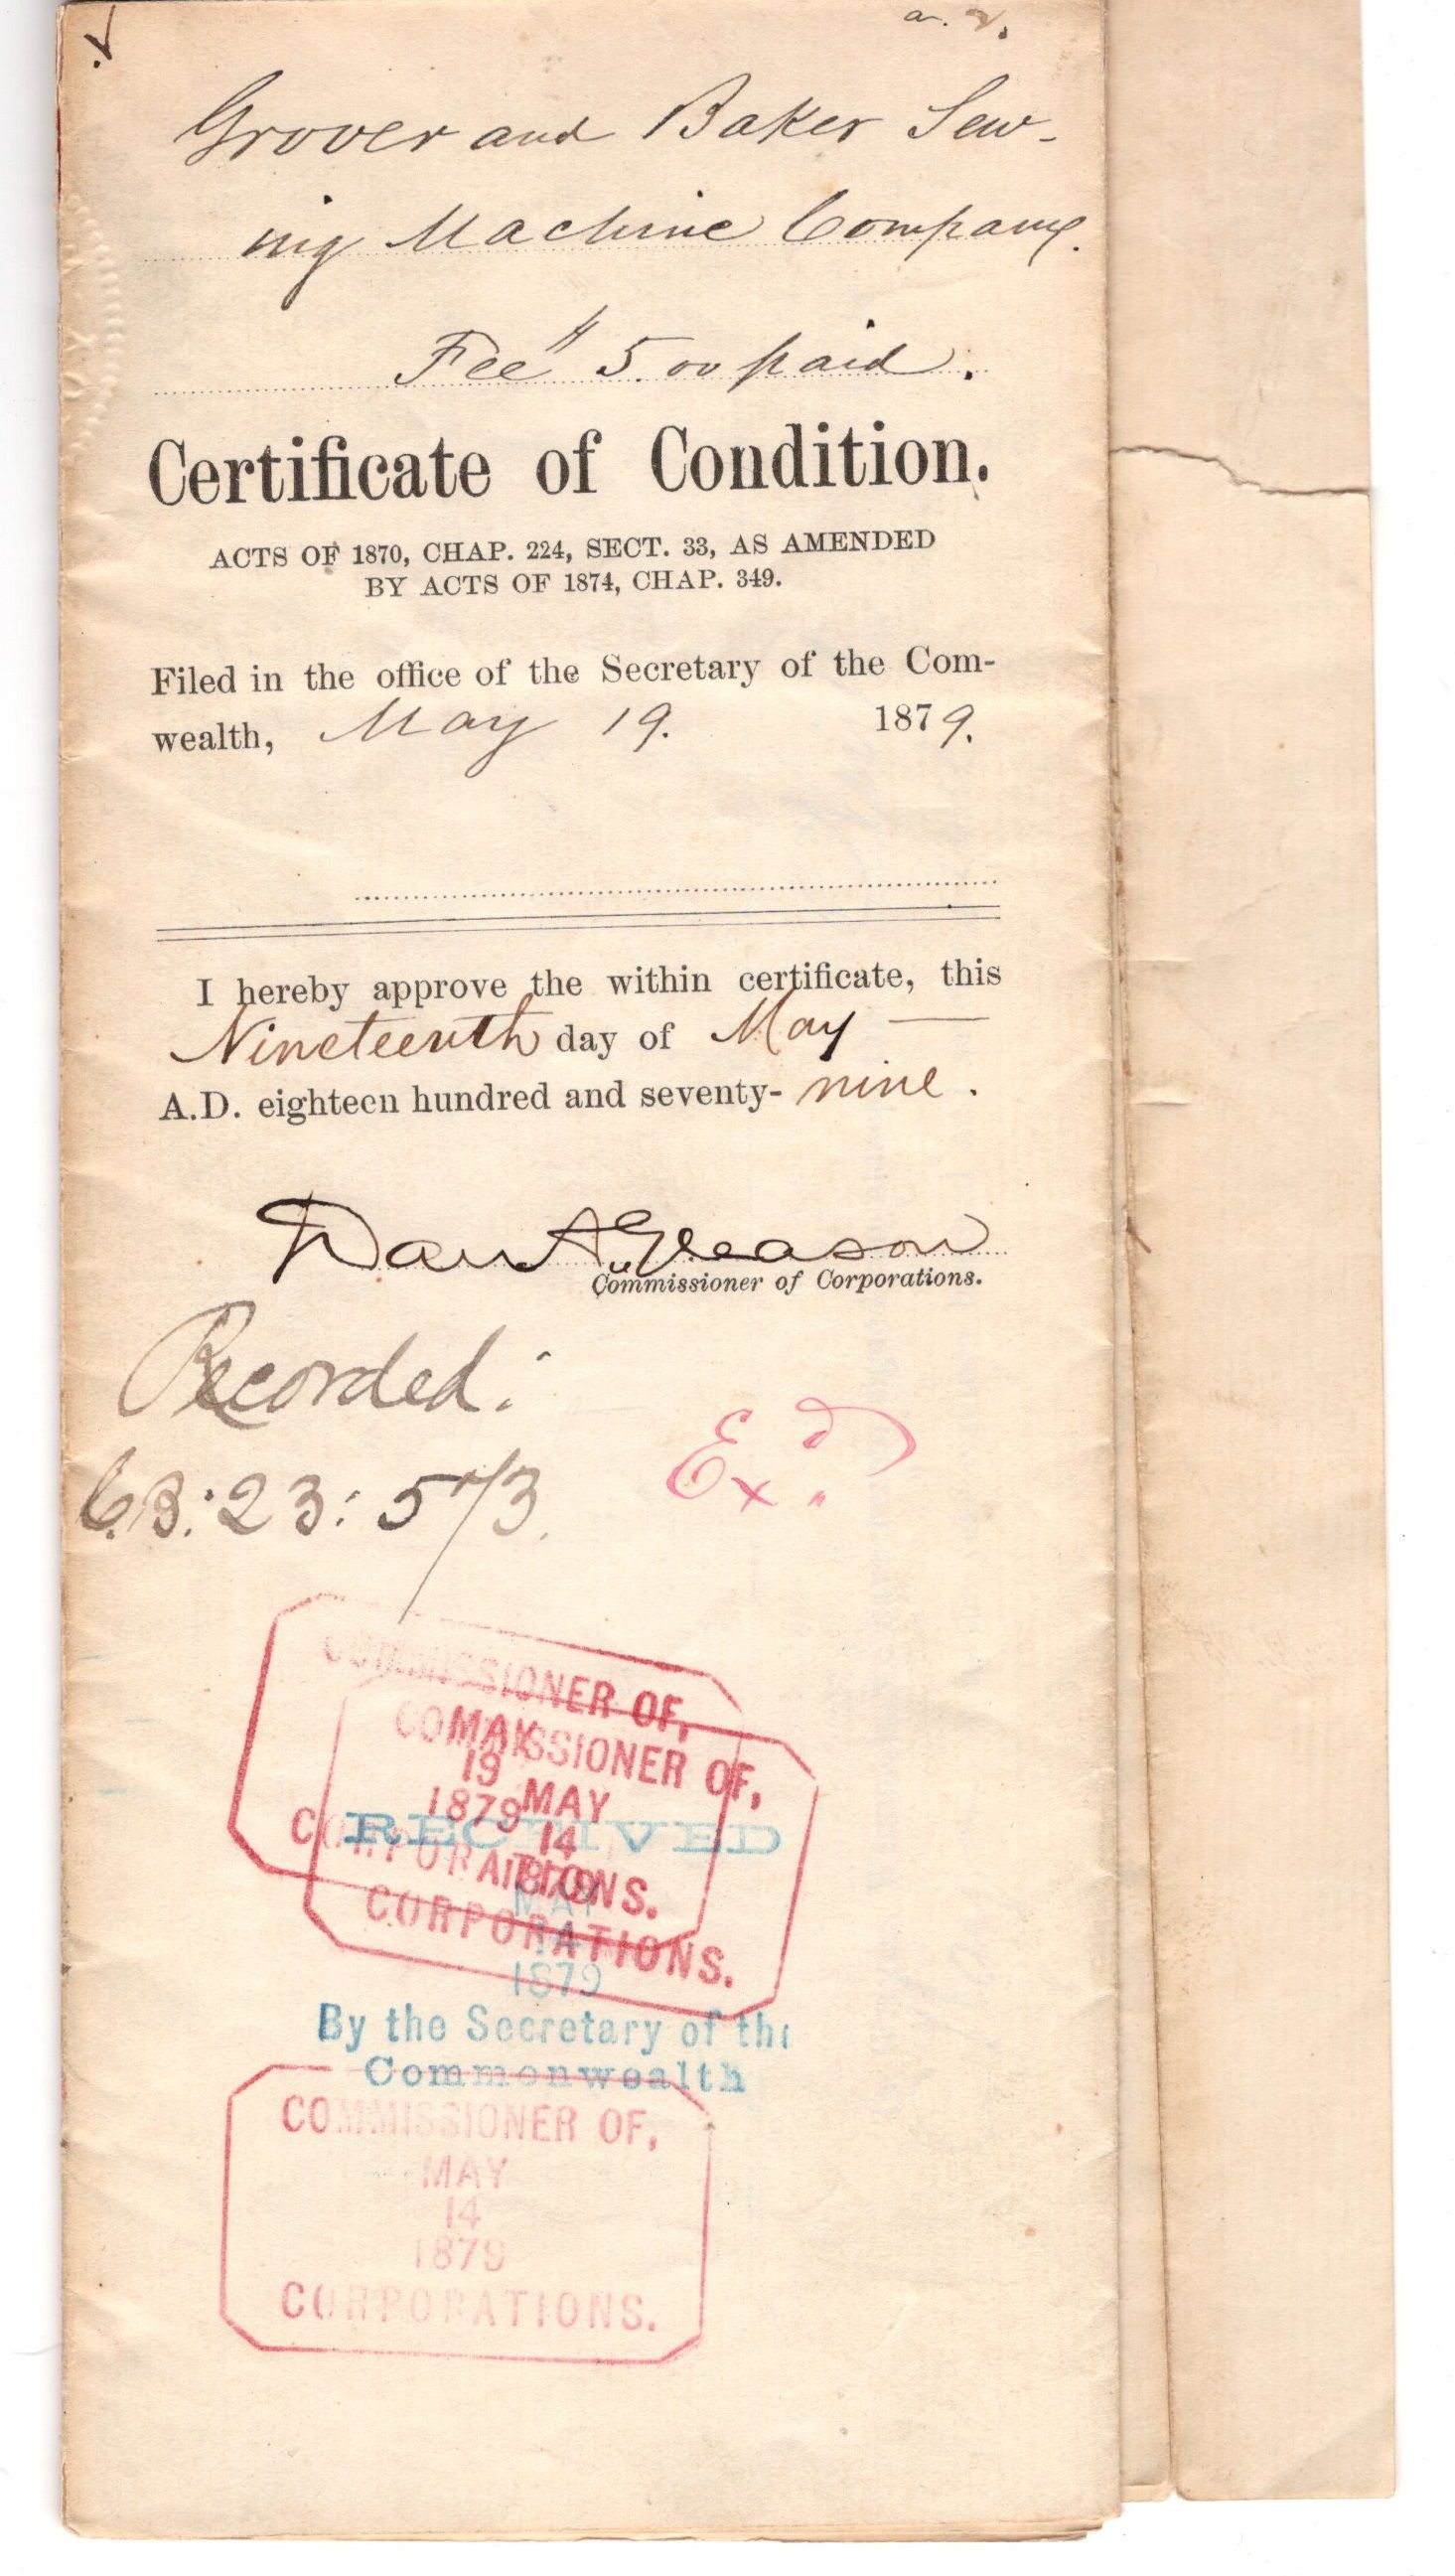 a. 2.
Grover and Baker Sew-
ing Machine Company.
Fee $5.00 paid.
Certificate of Condition.
ACTS OF 1870, CHAP. 224, SECT. 33, AS AMENDED
BY ACTS OF 1874, CHAP. 349.
Filed in the office of the Secretary of the Com-
wealth, May 19. 1879.
I hereby approve the within certificate, this
Nineteenth day of May —
A.D. eighteen hundred and seventy-nine.
Dan A. Gleason
Commissioner of Corporations.
Recorded:
C.B.: 23: 573.
Ex.d
COMMISSIONER OF,
MAY
19
1879
CORPORATIONS.
COMMISSIONER OF,
MAY
14
1879
CORPORATIONS.
RECEIVED
MAY
14
1879
By the Secretary of the
Commonwealth
COMMISSIONER OF,
MAY
14
1879
CORPORATIONS.